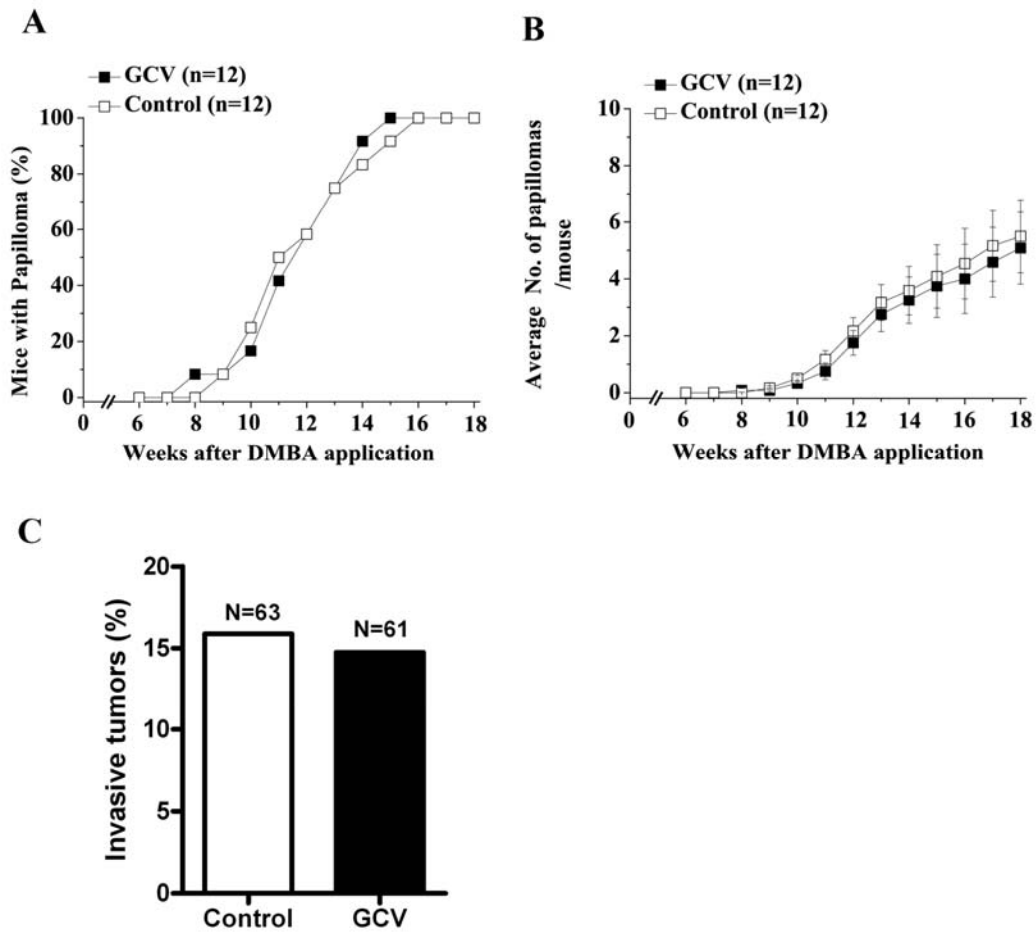 A
GCV (n=12)
Control (n=12)
Mice with Papilloma (%)
100
80
60
40
20
0
0 6 8 10 12 14 16 18
Weeks after DMBA application
B
GCV (n=12)
Control (n=12)
Average No. of papillomas
/mouse
10
8
6
4
2
0
0 6 8 10 12 14 16 18
Weeks after DMBA application
C
Invasive tumors (%)
20
15
10
5
0
N=63
N=61
Control GCV